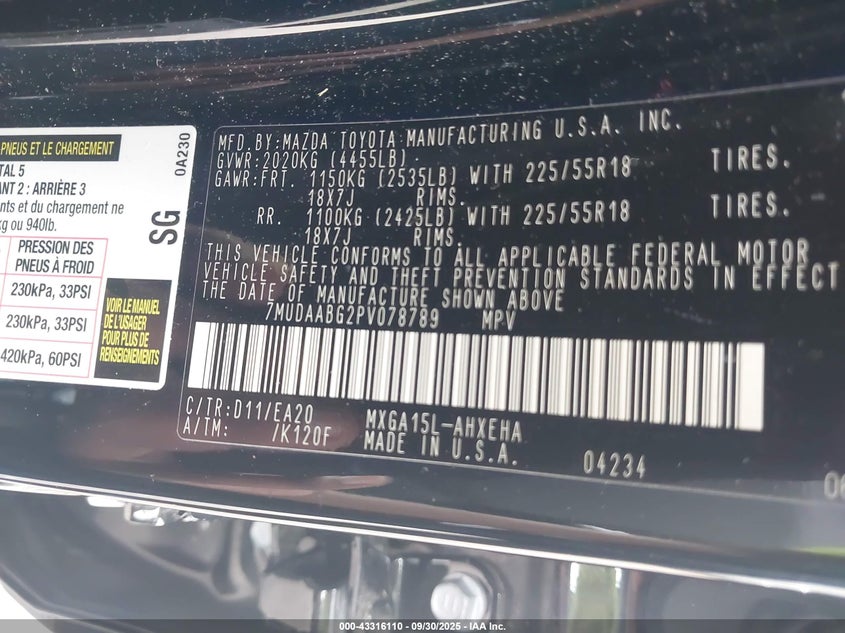 PNEUS ET LE CHARGEMENT
TAL 5
ANT 2 : ARRIÈRE 3
ents et du chargement ne
kg ou 940lb.
PRESSION DES
PNEUS À FROID
230kPa, 33PSI
230kPa, 33PSI
420kPa, 60PSI
VOIR LE MANUEL
DE L'USAGER
POUR PLUS DE
RENSEIGNEMENTS
SG
0A230
MFD.BY:MAZDA TOYOTA MANUFACTURING U.S.A. INC.
GVWR:2020KG (4455LB)
GAWR:FRT. 1150KG (2535LB) WITH 225/55R18 TIRES.
18X7J RIMS.
RR. 1100KG (2425LB) WITH 225/55R18 TIRES.
18X7J RIMS.
THIS VEHICLE CONFORMS TO ALL APPLICABLE FEDERAL MOTOR
VEHICLE SAFETY AND THEFT PREVENTION STANDARDS IN EFFECT
THE DATE OF MANUFACTURE SHOWN ABOVE.
7MUDAABG2PV078789 MPV
C/TR:D11/EA20 MXGA15L-AHXEHA
A/TM: /K120F MADE IN U.S.A.
04234
000-43316110 - 09/30/2025 - IAA Inc.